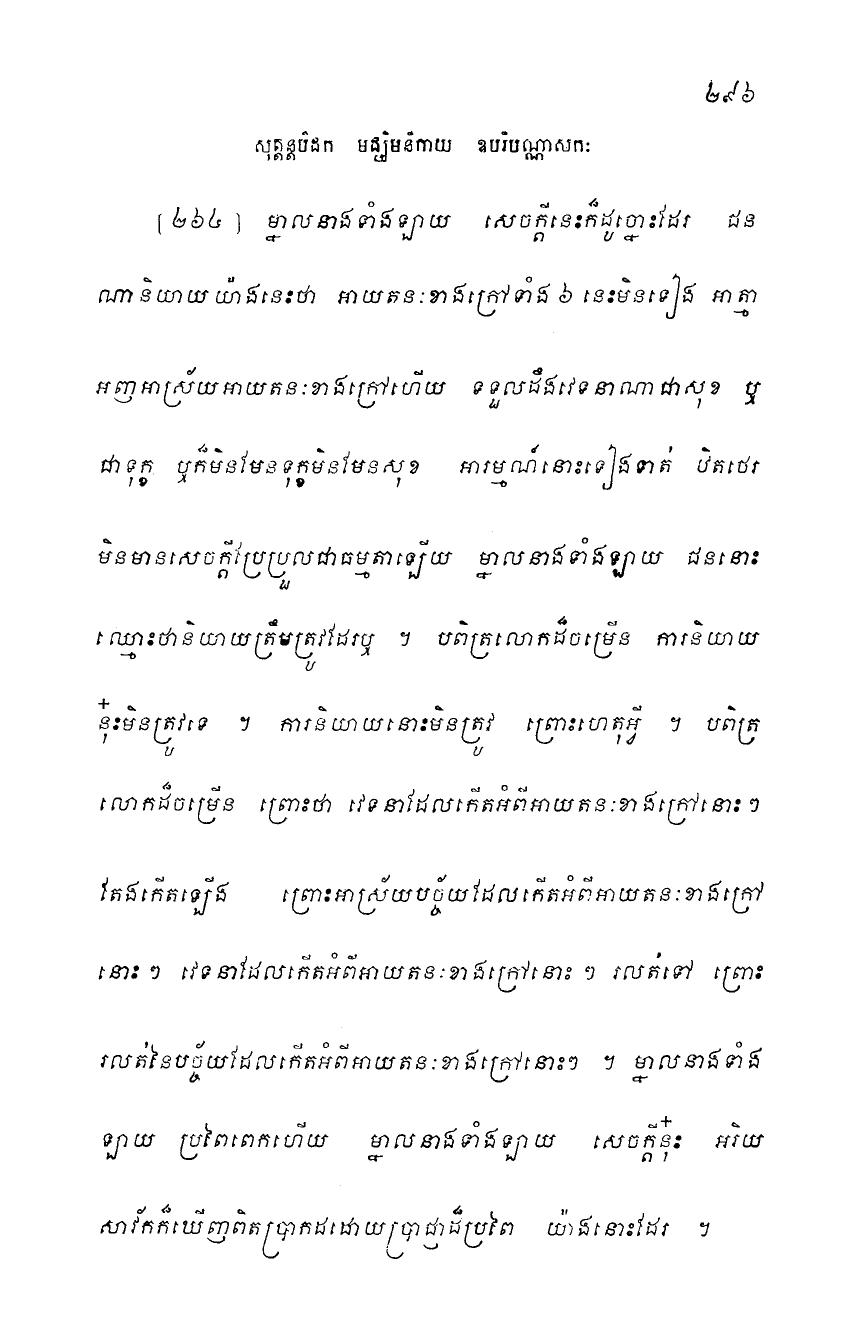 ២៩៦
សុត្តន្តបិដក មជ្ឈិមនិកាយ ឧបរិបណ្ណាសកៈ
[២៦៤] ម្នាលនាងទាំងឡាយ សេចក្តីនេះក៏ដូច្នោះដែរ ជន
ណានិយាយយ៉ាងនេះថា អាយតនៈខាងក្រៅទាំង ៦ នេះមិនទៀង អាត្មា
អញអាស្រ័យអាយតនៈខាងក្រៅហើយ ទទួលដឹងវេទនាណាជាសុខ ឬ
ជាទុក្ខ ឬក៏មិនមែនទុក្ខមិនមែនសុខ អារម្មណ៍នោះទៀងទាត់ ឋិតថេរ
មិនមានសេចក្តីប្រែប្រួលជាធម្មតាឡើយ ម្នាលនាងទាំងឡាយ ជននោះ
ឈ្មោះថានិយាយត្រឹមត្រូវដែរឬ ។ បពិត្រលោកដ៏ចម្រើន ការនិយាយ
នុ៎ះមិនត្រូវទេ ។ ការនិយាយនោះមិនត្រូវ ព្រោះហេតុអ្វី ។ បពិត្រ
លោកដ៏ចម្រើន ព្រោះថា វេទនាដែលកើតអំពីអាយតនៈខាងក្រៅនោះ ៗ
តែងកើតឡើង ព្រោះអាស្រ័យបច្ច័យដែលកើតអំពីអាយតនៈខាងក្រៅ
នោះ ៗ វេទនាដែលកើតអំពីអាយតនៈខាងក្រៅនោះ ៗ រលត់ទៅ ព្រោះ
រលត់នៃបច្ច័យដែលកើតអំពីអាយតនៈខាងក្រៅនោះៗ ។ ម្នាលនាងទាំង
ឡាយ ប្រពៃពេកហើយ ម្នាលនាងទាំងឡាយ សេចក្តីនុ៎ះ អរិយ
សាវ័កក៏ឃើញពិតប្រាកដដោយប្រាជ្ញាដ៏ប្រពៃ យ៉ាងនោះដែរ ។